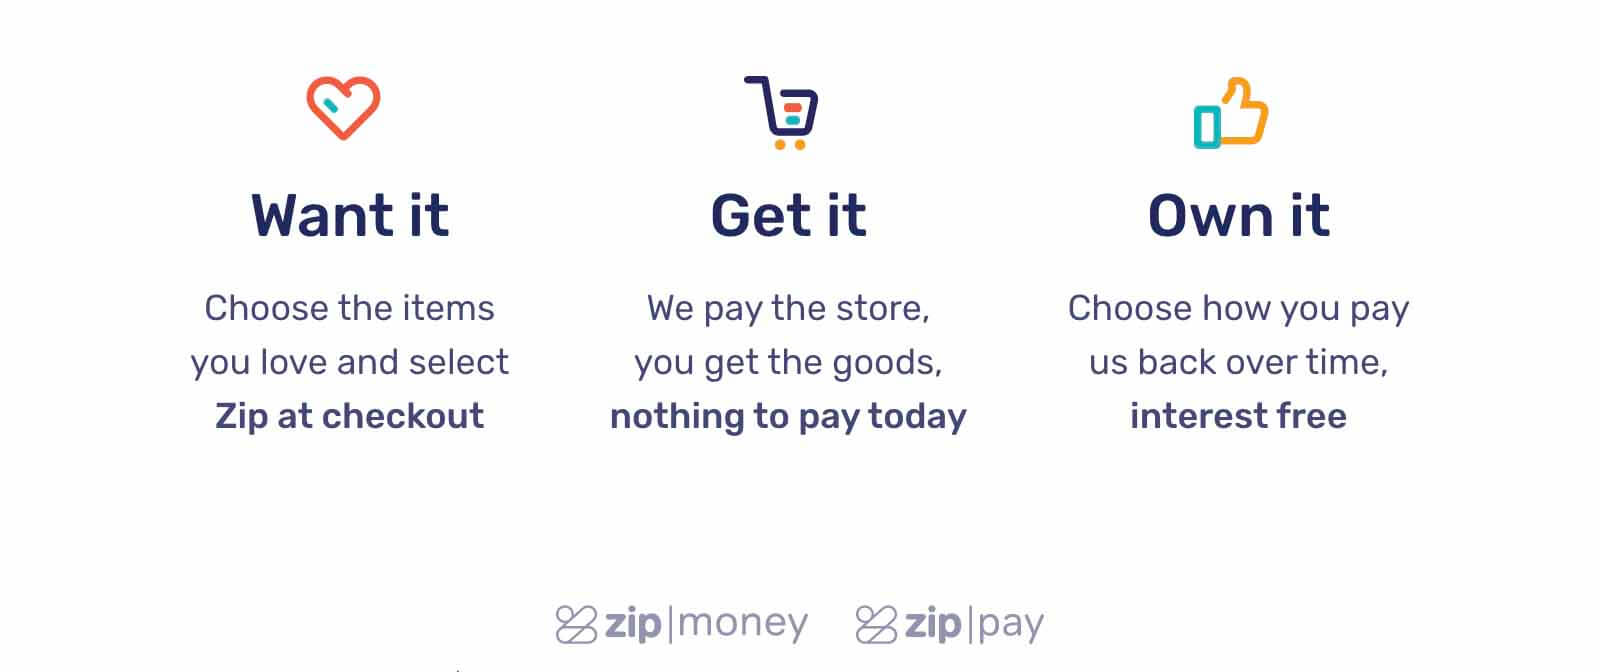 Want it
Choose the items
you love and select
Zip at checkout
Get it
We pay the store,
you get the goods,
nothing to pay today
Own it
Choose how you pay
us back over time,
interest free
zip|money
zip|pay